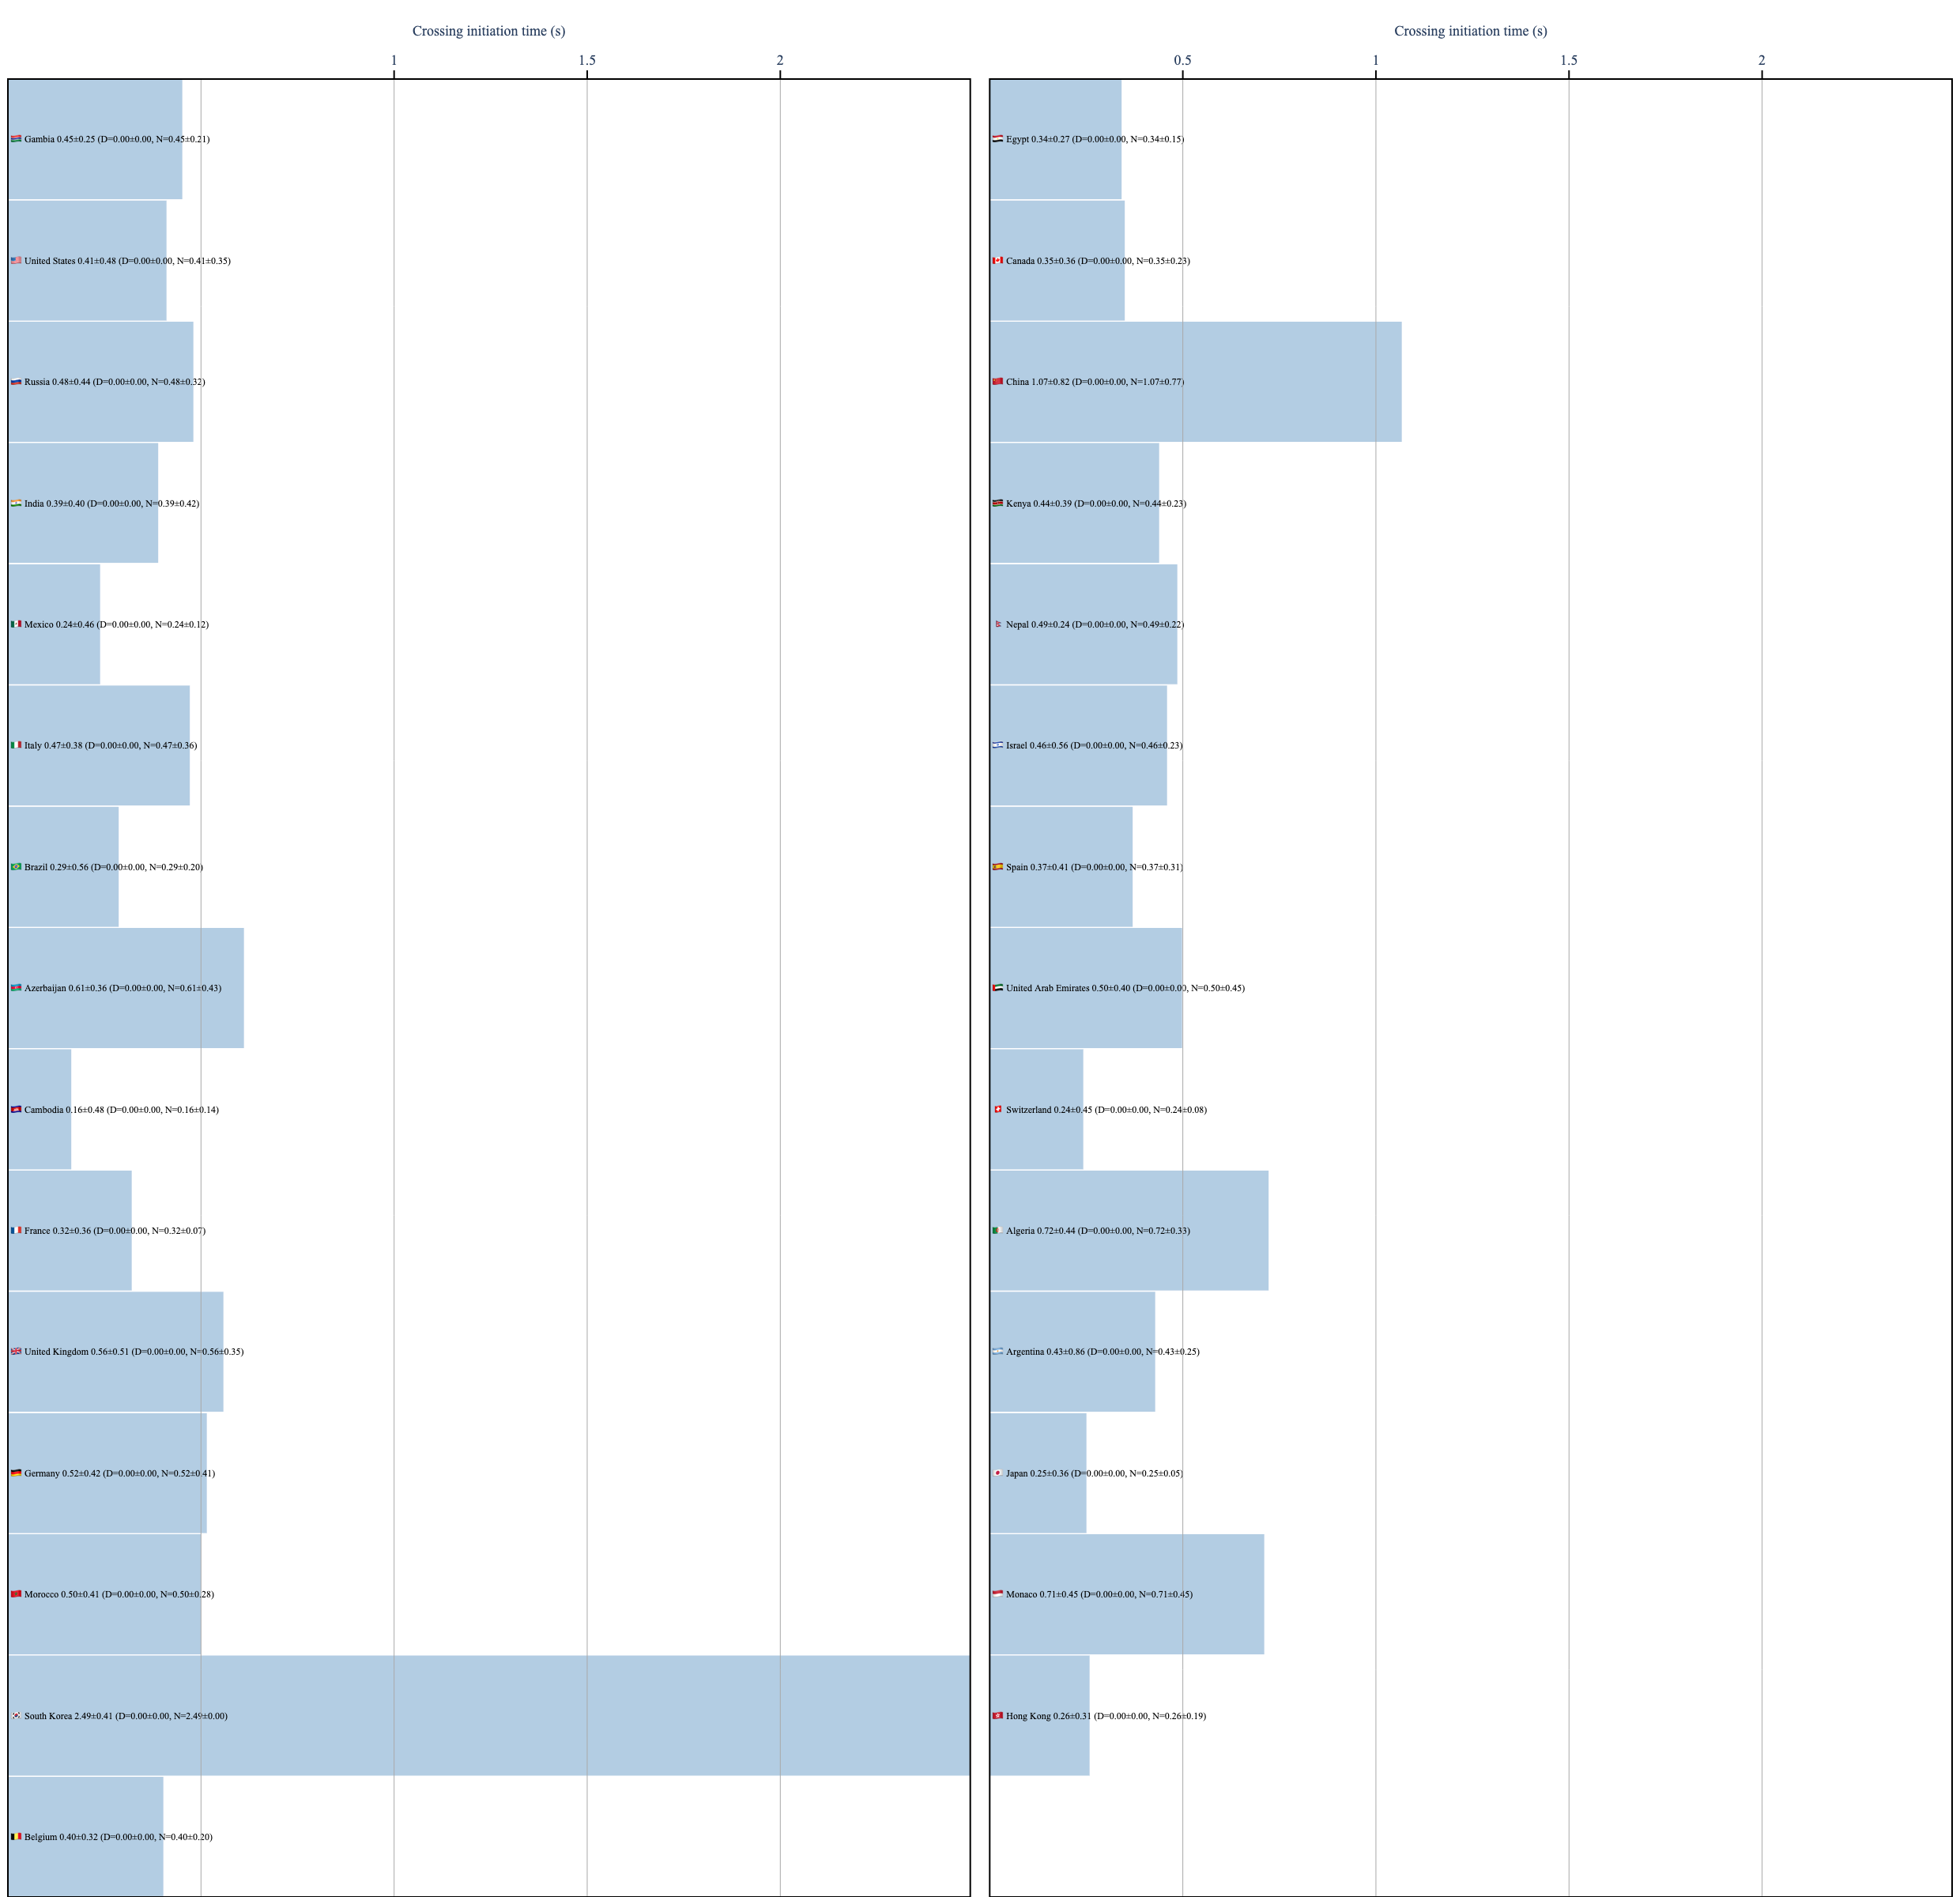 Crossing initiation time (s)
1 1.5 2
Gambia 0.45±0.25 (D=0.00±0.00, N=0.45±0.21)
United States 0.41±0.48 (D=0.00±0.00, N=0.41±0.35)
Russia 0.48±0.44 (D=0.00±0.00, N=0.48±0.32)
India 0.39±0.40 (D=0.00±0.00, N=0.39±0.42)
Mexico 0.24±0.46 (D=0.00±0.00, N=0.24±0.12)
Italy 0.47±0.38 (D=0.00±0.00, N=0.47±0.36)
Brazil 0.29±0.56 (D=0.00±0.00, N=0.29±0.20)
Azerbaijan 0.61±0.36 (D=0.00±0.00, N=0.61±0.43)
Cambodia 0.16±0.48 (D=0.00±0.00, N=0.16±0.14)
France 0.32±0.36 (D=0.00±0.00, N=0.32±0.07)
United Kingdom 0.56±0.51 (D=0.00±0.00, N=0.56±0.35)
Germany 0.52±0.42 (D=0.00±0.00, N=0.52±0.41)
Morocco 0.50±0.41 (D=0.00±0.00, N=0.50±0.28)
South Korea 2.49±0.41 (D=0.00±0.00, N=2.49±0.00)
Belgium 0.40±0.32 (D=0.00±0.00, N=0.40±0.20)
Crossing initiation time (s)
0.5 1 1.5 2
Egypt 0.34±0.27 (D=0.00±0.00, N=0.34±0.15)
Canada 0.35±0.36 (D=0.00±0.00, N=0.35±0.23)
China 1.07±0.82 (D=0.00±0.00, N=1.07±0.77)
Kenya 0.44±0.39 (D=0.00±0.00, N=0.44±0.23)
Nepal 0.49±0.24 (D=0.00±0.00, N=0.49±0.22)
Israel 0.46±0.56 (D=0.00±0.00, N=0.46±0.23)
Spain 0.37±0.41 (D=0.00±0.00, N=0.37±0.31)
United Arab Emirates 0.50±0.40 (D=0.00±0.00, N=0.50±0.45)
Switzerland 0.24±0.45 (D=0.00±0.00, N=0.24±0.08)
Algeria 0.72±0.44 (D=0.00±0.00, N=0.72±0.33)
Argentina 0.43±0.86 (D=0.00±0.00, N=0.43±0.25)
Japan 0.25±0.36 (D=0.00±0.00, N=0.25±0.05)
Monaco 0.71±0.45 (D=0.00±0.00, N=0.71±0.45)
Hong Kong 0.26±0.31 (D=0.00±0.00, N=0.26±0.19)